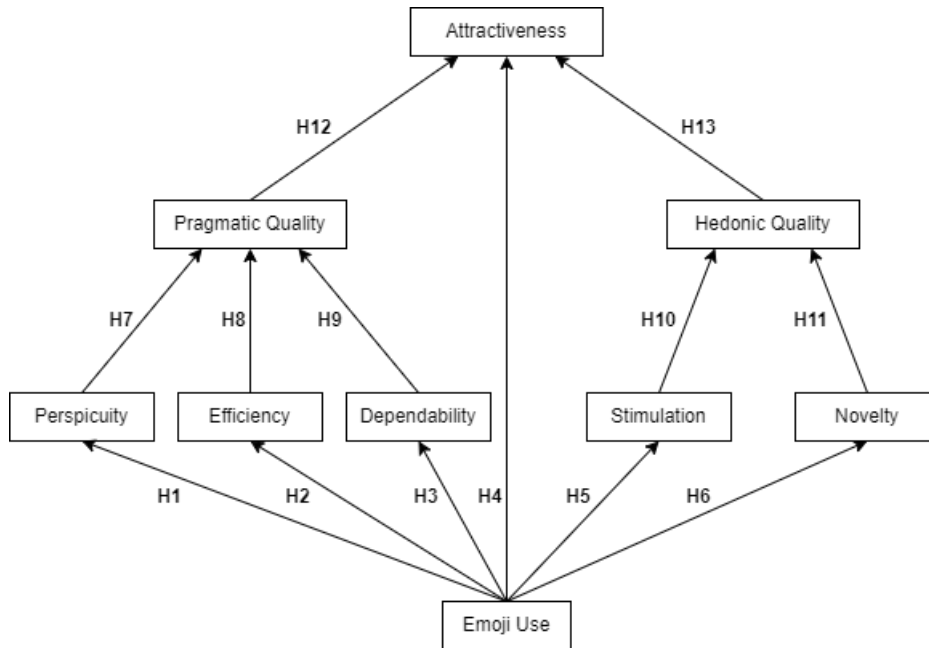 Attractiveness
H12
H13
Pragmatic Quality
Hedonic Quality
H7
H8
H9
H10
H11
Perspicuity
Efficiency
Dependability
Stimulation
Novelty
H1
H2
H3
H4
H5
H6
Emoji Use